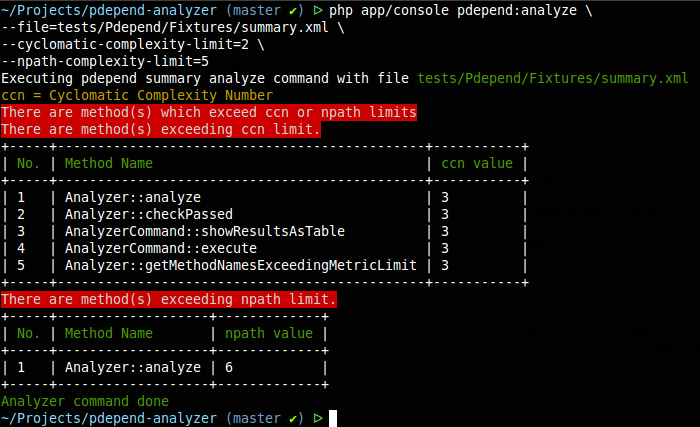 ~/Projects/pdepend-analyzer (master ✔) ᐅ php app/console pdepend:analyze \
--file=tests/Pdepend/Fixtures/summary.xml \
--cyclomatic-complexity-limit=2 \
--npath-complexity-limit=5
Executing pdepend summary analyze command with file tests/Pdepend/Fixtures/summary.xml
ccn = Cyclomatic Complexity Number
There are method(s) which exceed ccn or npath limits
There are method(s) exceeding ccn limit.
+-----+----------------------------------------------+-----------+
| No. | Method Name                                  | ccn value |
+-----+----------------------------------------------+-----------+
| 1   | Analyzer::analyze                            | 3         |
| 2   | Analyzer::checkPassed                        | 3         |
| 3   | AnalyzerCommand::showResultsAsTable          | 3         |
| 4   | AnalyzerCommand::execute                     | 3         |
| 5   | Analyzer::getMethodNamesExceedingMetricLimit | 3         |
+-----+----------------------------------------------+-----------+
There are method(s) exceeding npath limit.
+-----+-------------------+-------------+
| No. | Method Name       | npath value |
+-----+-------------------+-------------+
| 1   | Analyzer::analyze | 6           |
+-----+-------------------+-------------+
Analyzer command done
~/Projects/pdepend-analyzer (master ✔) ᐅ